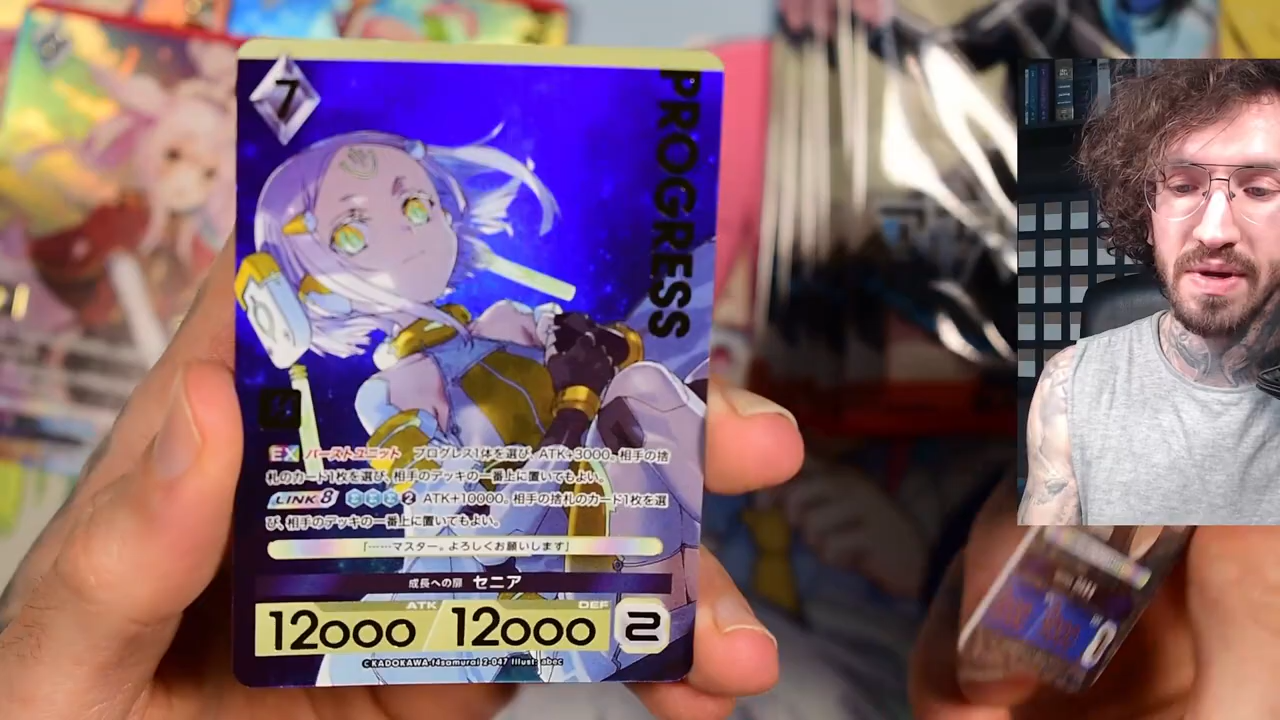 7
PROGRESS
EX バーストユニット プログレス1体を選び、ATK+3000。相手の捨
札のカード1枚を選び、相手のデッキの一番上に置いてもよい。
LINK 8 2 ATK+10000。相手の捨札のカード1枚を選
び、相手のデッキの一番上に置いてもよい。
「……マスター。よろしくお願いします」
成長への扉 セニア
ATK DEF
12000 12000 2
© KADOKAWA・f4samurai 2-047 Illust: abec
0